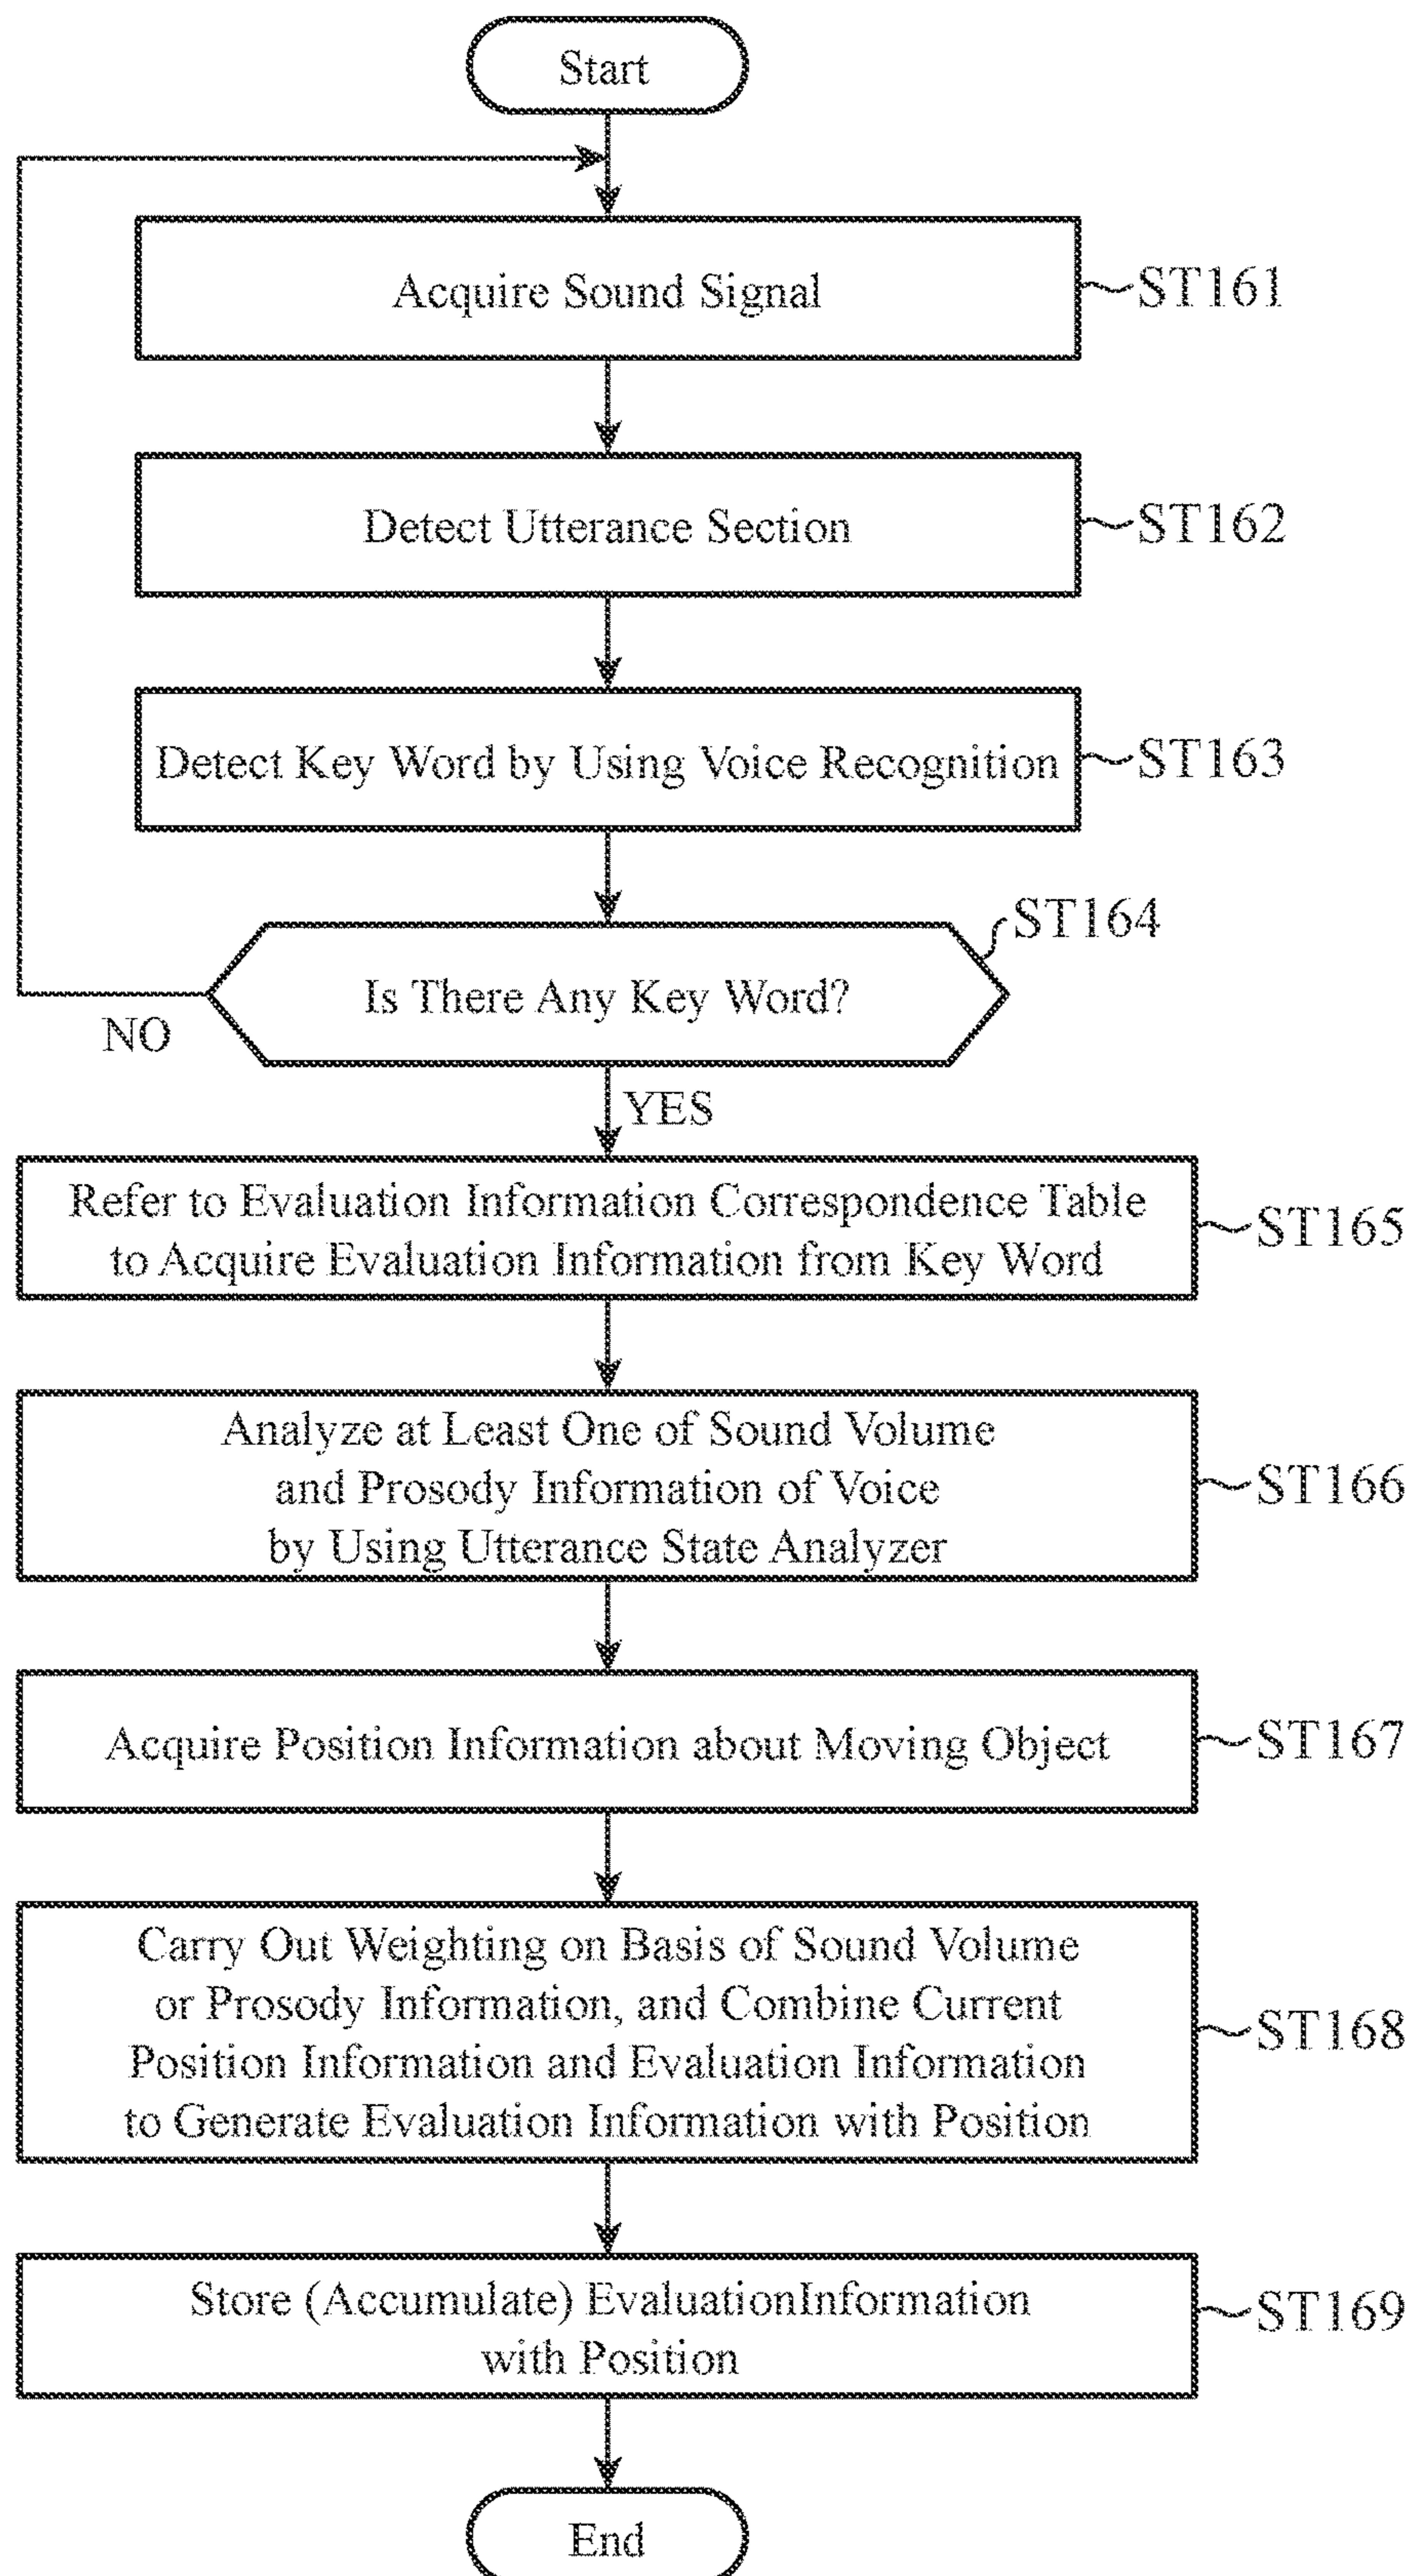 Start
Acquire Sound Signal
ST161
Detect Utterance Section
ST162
Detect Key Word by Using Voice Recognition
ST163
ST164
Is There Any Key Word?
NO
YES
Refer to Evaluation Information Correspondence Table
to Acquire Evaluation Information from Key Word
ST165
Analyze at Least One of Sound Volume
and Prosody Information of Voice
by Using Utterance State Analyzer
ST166
Acquire Position Information about Moving Object
ST167
Carry Out Weighting on Basis of Sound Volume
or Prosody Information, and Combine Current
Position Information and Evaluation Information
to Generate Evaluation Information with Position
ST168
Store (Accumulate) EvaluationInformation
with Position
ST169
End